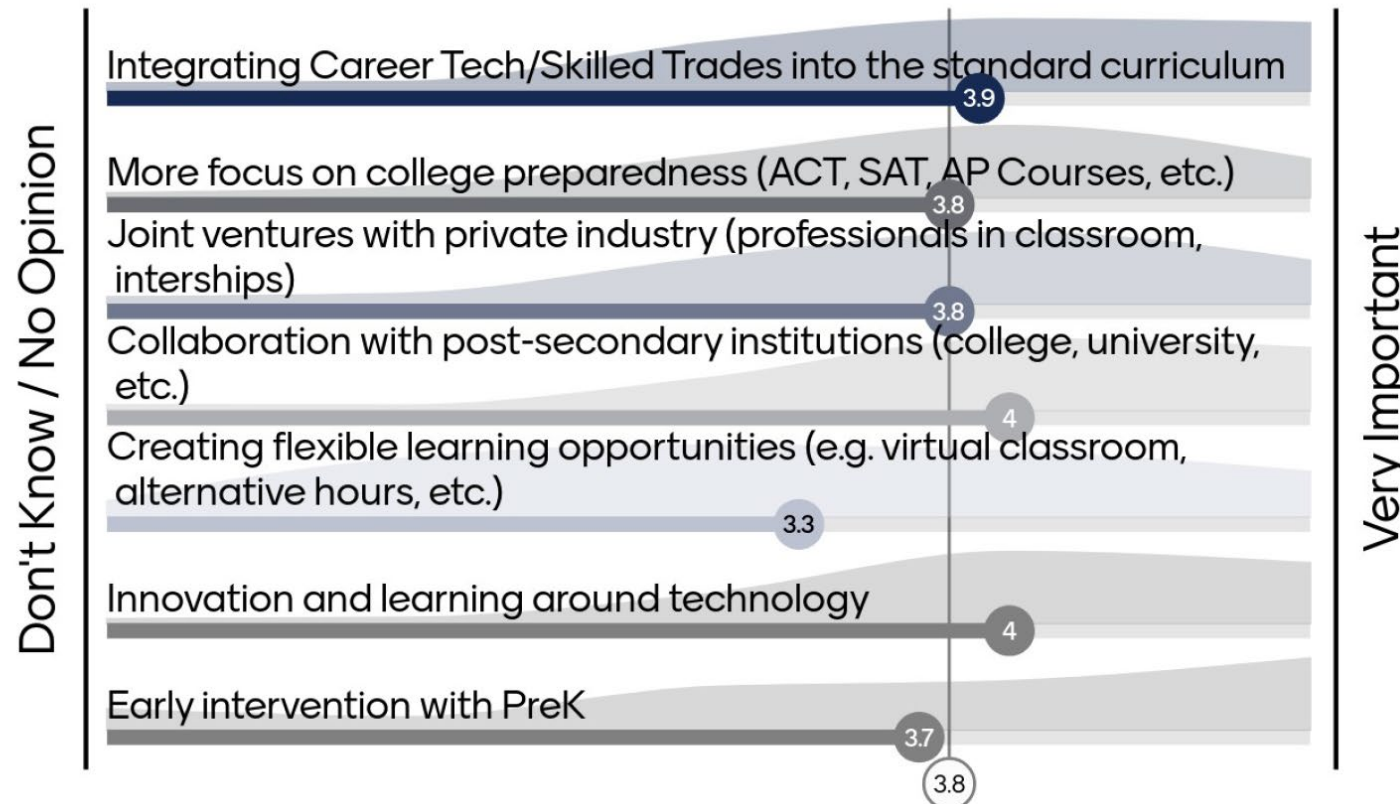 Don't Know / No Opinion
Integrating Career Tech/Skilled Trades into the standard curriculum
3.9
More focus on college preparedness (ACT, SAT, AP Courses, etc.)
3.8
Joint ventures with private industry (professionals in classroom,
interships)
3.8
Collaboration with post-secondary institutions (college, university,
etc.)
4
Creating flexible learning opportunities (e.g. virtual classroom,
alternative hours, etc.)
3.3
Innovation and learning around technology
4
Early intervention with PreK
3.7
3.8
Very Important